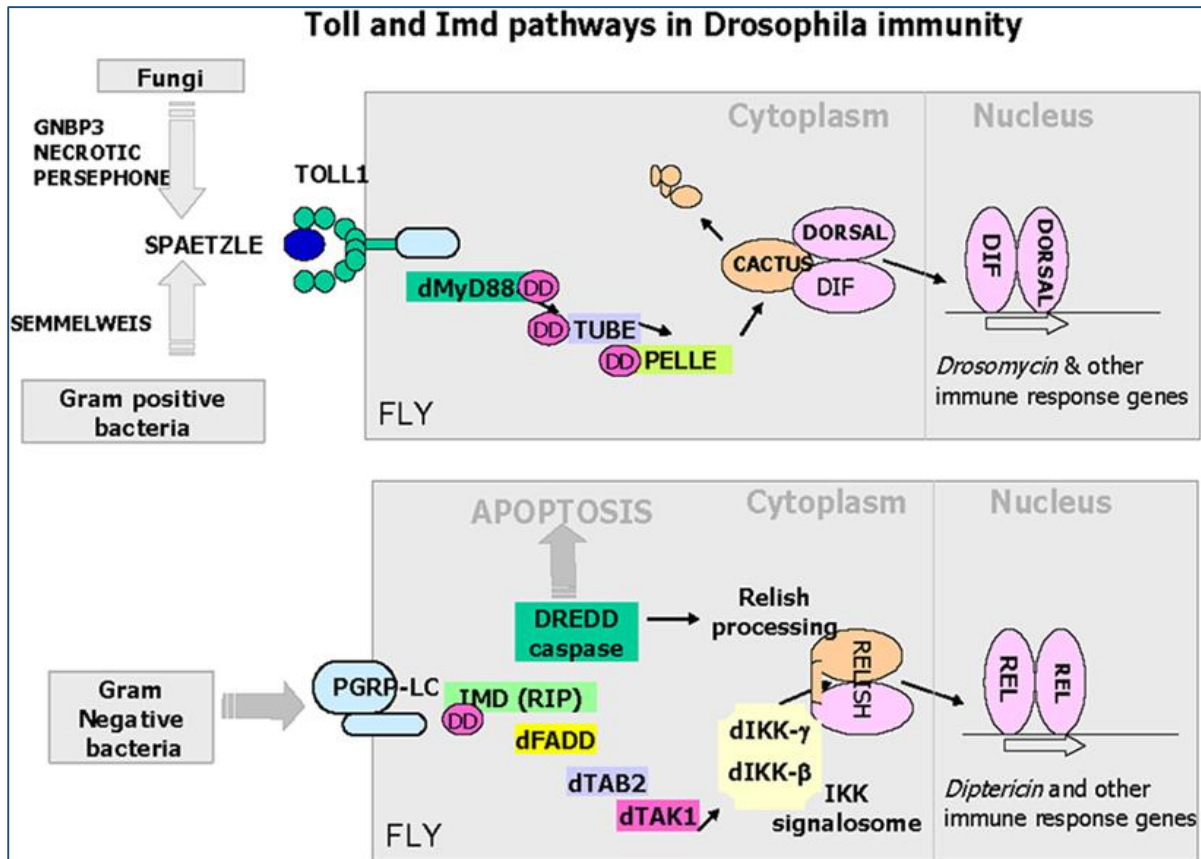 Toll and Imd pathways in Drosophila immunity
Fungi
GNBP3
NECROTIC
PERSEPHONE
SPAETZLE
SEMMELWEIS
Gram positive
bacteria
TOLL1
Cytoplasm
Nucleus
dMyD88
DD
DD
TUBE
DD
PELLE
CACTUS
DORSAL
DIF
DIF
DORSAL
Drosomycin & other
immune response genes
FLY
APOPTOSIS
Cytoplasm
Nucleus
DREDD
caspase
Relish
processing
RELISH
Gram
Negative
bacteria
PGRP-LC
IMD (RIP)
DD
dFADD
dTAB2
dTAK1
dIKK-γ
dIKK-β
IKK
signalosome
REL
REL
Diptericin and other
immune response genes
FLY